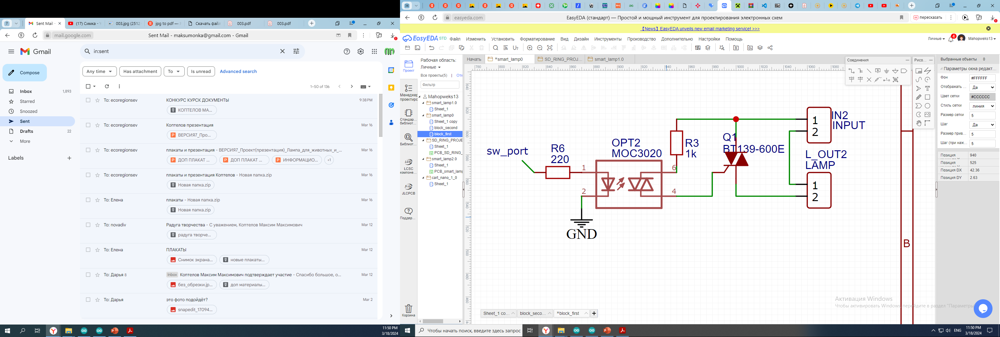 7
Sent Mail -
(17) Симка -
003.jpg (2512
jpg to pdf —
Скачать файл
003.pdf
003.pdf
mail.google.com
Sent Mail - maksumonka@gmail.com - Gmail
Gmail
in:sent
Compose
Any time
Has attachment
To
Is unread
Advanced search
1–50 of 136
Inbox 1,893
Starred
Snoozed
Sent
Drafts 22
More
Labels
To: ecoregionsev КОНКУРС КУРСК ДОКУМЕНТЫ 9:38 PM
КОПТЕЛОВ МА...
To: ecoregionsev Коптелов презентация Mar 16
ВЕРСИЯ7_Про...
To: ecoregionsev плакаты и презентация - ВЕРСИЯ7_Проект(презентация)_Лампа_для_животных_и_... Mar 16
ДОП ПЛАКАТ ...
ДОП ПЛАКАТ ...
ИНФОРМАЦИО...
+1
To: ecoregionsev плакаты и презентация Коптелов - Новая папка.zip Mar 16
Новая папка.zip
To: Елена плакаты - Новая папка.zip Mar 16
Новая папка.zip
To: novadiv Радуга творчества - С уважением, Коптелов Максим Максимович Mar 12
радуга творче...
To: Елена ПЛАКАТЫ Mar 12
Снимок экрана...
новые плакаты...
To: Дарья 8 Inbox Коптелов Максим Максимович подтверждает участие - Спасибо большое, о... Mar 12
без_обрезки.jp...
доп материалы...
To: Дарья это фото подойдёт? Mar 2
snapedit_17094...
11:50 PM
3/18/2024
36
easyeda.com
EasyEDA (стандарт) — Простой и мощный инструмент для проектирования электронных схем
пересказать
【News】EasyEDA unveils new email marketing service! >>>
EasyEDA STD
Файл
Изменить
Установить
Форматирование
Вид
Дизайн
Инструменты
Производство
Дополнительно
Настройки
Помощь
Личные
4
Mahopweks13
Проект
Менеджер
проектиро
Стандар...
библиот...
Библиот...
LCSC
компоне...
JLCPCB
Поддер...
Корзина
Рабочая область:
Личные
Все проекты(5) | Отк
Фильтр
Mahopweks13
smart_lamp1.0
Sheet_1
smart_lamp0
Sheet_1 copy
block_second
block_first
SD_RING_PROJE
Sheet_1
PCB_SD_RING_
smart_lamp2.0
Sheet_1
PCB_smart_lamp
cart_nano_1_0
Sheet_1
Начать
*smart_lamp0
SD_RING_PROJ...
smart_lamp1.0
780 800 820 840 860 880 900 920 940 960 980 1000 1020 1040 1060 1080
640
620
600
580
560
540
520
500
480
460
Соединения
Рисо...
sw_port
R6
220
OPT2
MOC3020
1
2
6
4
GND
R3
1k
Q1
BT139-600E
IN2
INPUT
1
2
L_OUT2
LAMP
1
2
B
Sheet_1 co...
block_seco...
*block_first
Выбранные объекты 0
Параметры окна редакт...
Фон #FFFFFF
Отображать ... Да
Цвет сетки #CCCCCC
Стиль сетки линия
Размер сетки 5
Шаг Да
Размер прив... 5
Шаг (при наж... 5
Позиция 940
Позиция 525
Позиция DX 42.36
Позиция DY 2.63
Активация Windows
Чтобы активировать Windows, перейдите в раздел "Параметры
Чтобы начать поиск, введите здесь запрос
ENG
11:50 PM
3/18/2024